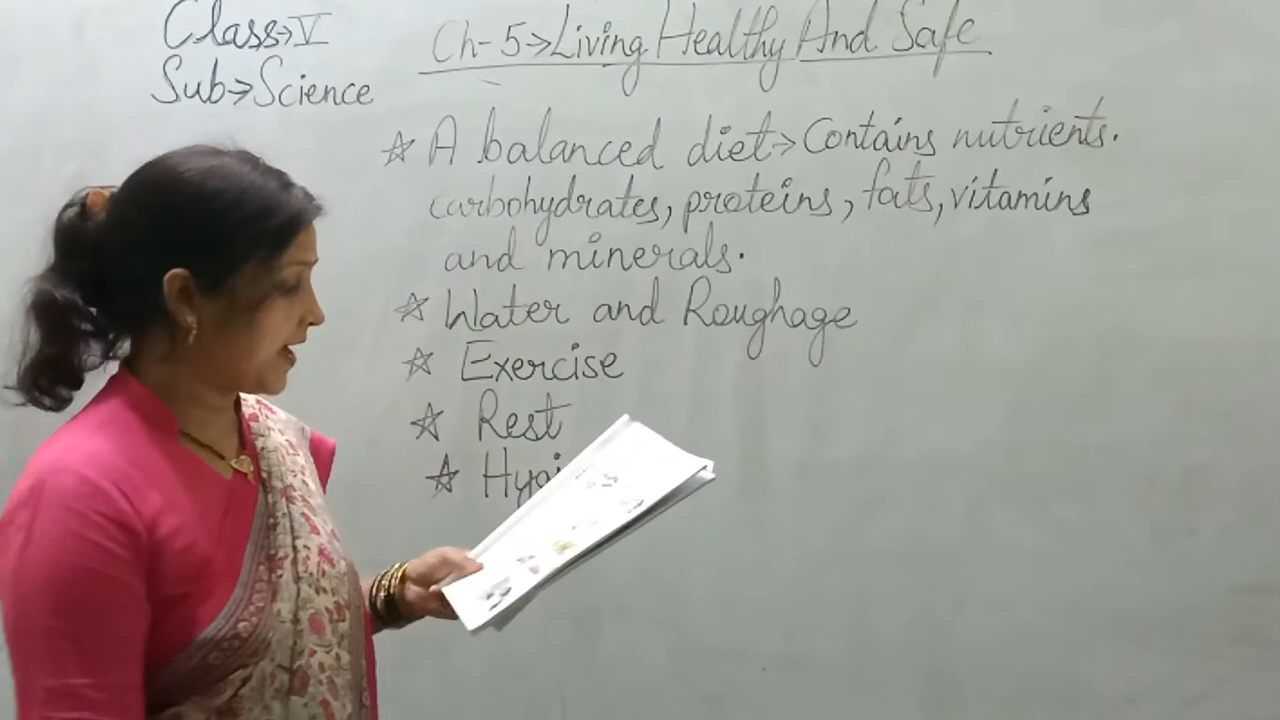 Class→V
Sub→Science
Ch-5→Living Healthy And Safe
☆ A balanced diet→Contains nutrients.
carbohydrates, proteins, fats, vitamins
and minerals.
☆ Water and Roughage
☆ Exercise
☆ Rest
☆